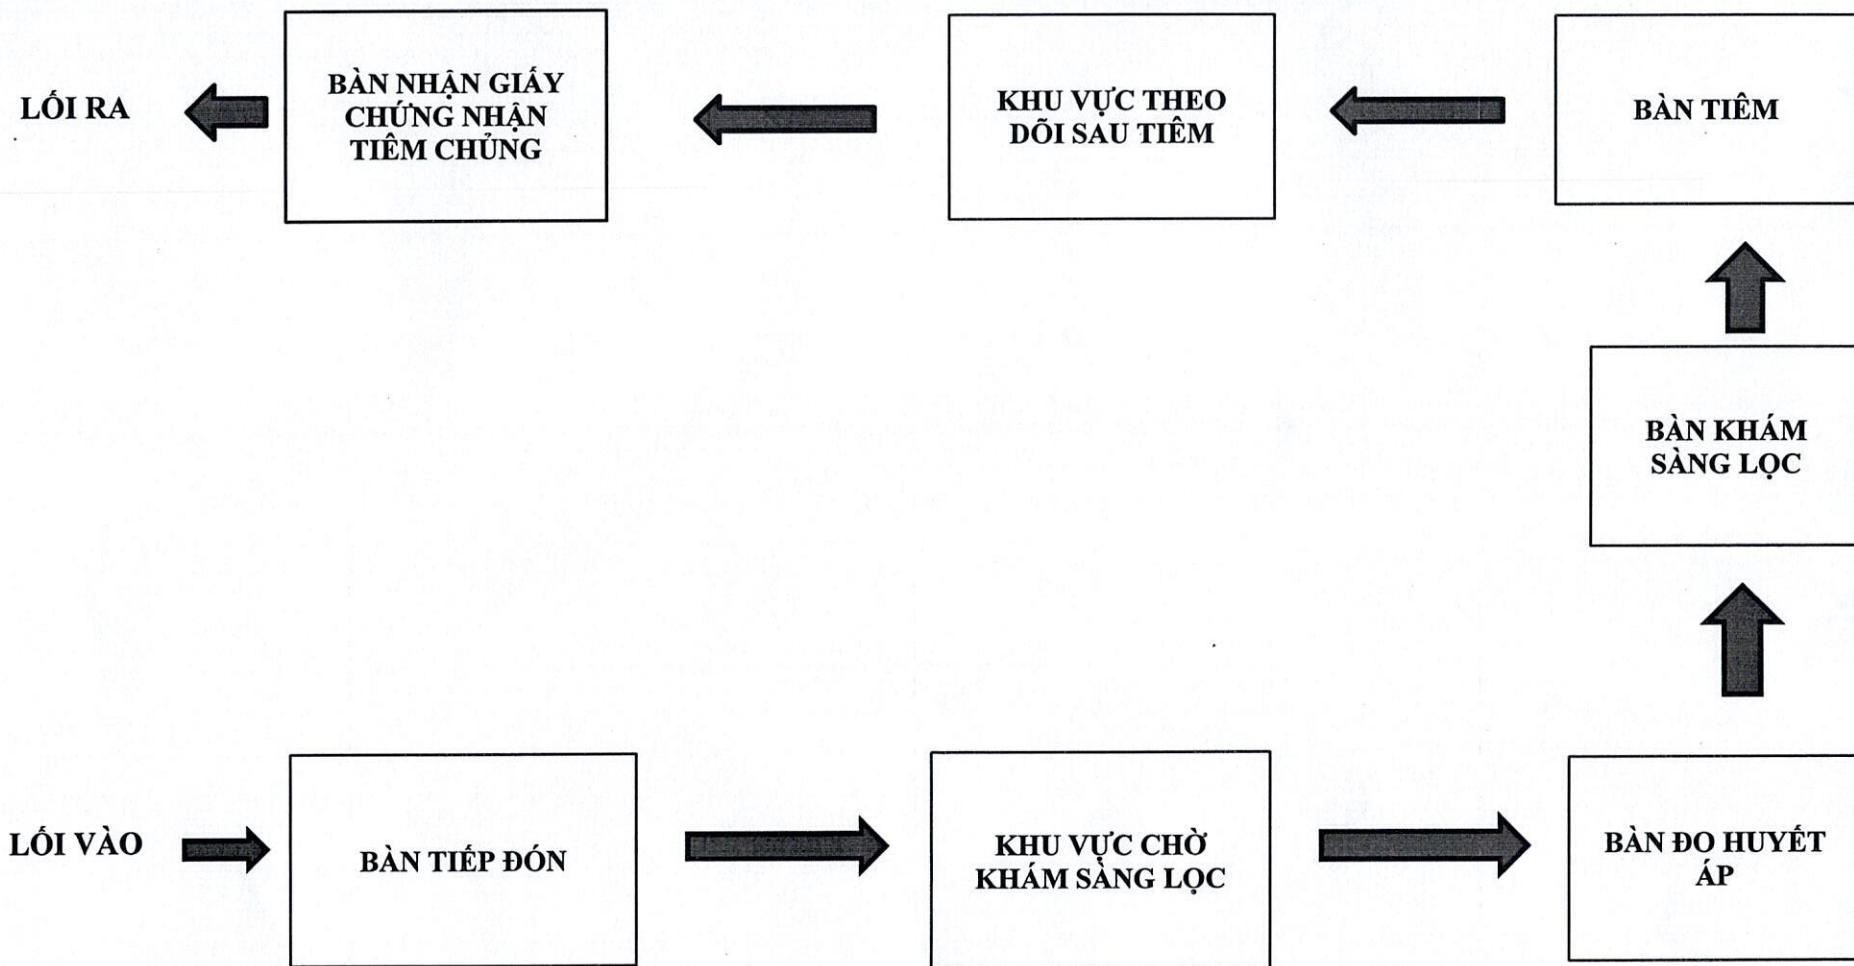 LỐI RA
BÀN NHẬN GIẤY
CHỨNG NHẬN
TIÊM CHỦNG
KHU VỰC THEO
DÕI SAU TIÊM
BÀN TIÊM
BÀN KHÁM
SÀNG LỌC
LỐI VÀO
BÀN TIẾP ĐÓN
KHU VỰC CHỜ
KHÁM SÀNG LỌC
BÀN ĐO HUYẾT
ÁP